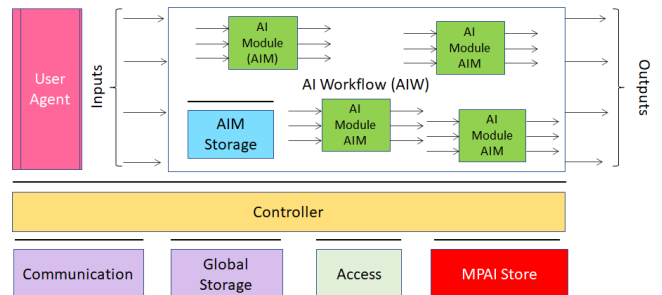 User
Agent
Inputs
AI
Module
(AIM)
AI
Module
AIM
AI Workflow (AIW)
AIM
Storage
AI
Module
AIM
AI
Module
AIM
Outputs
Controller
Communication
Global
Storage
Access
MPAI Store